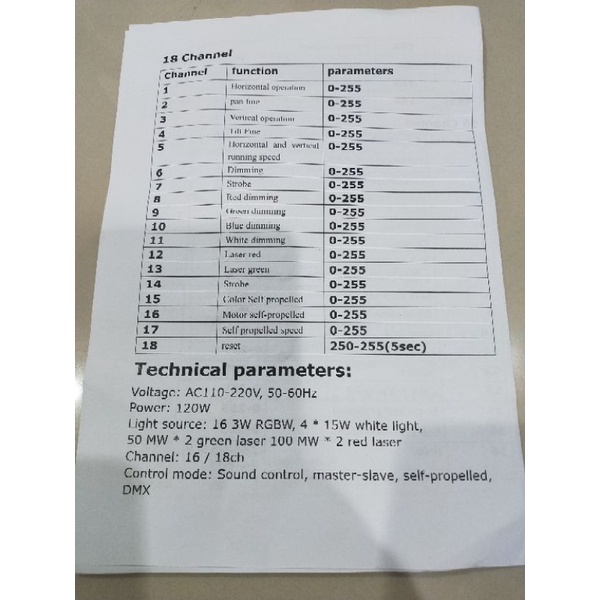 18 Channel
Channel function parameters
1 Horizontal operation 0-255
2 pan fine 0-255
3 Vertical operation 0-255
4 Tilt Fine 0-255
5 Horizontal and vertical 0-255
running speed
6 Dimming 0-255
7 Strobe 0-255
8 Red dimming 0-255
9 Green dimming 0-255
10 Blue dimming 0-255
11 White dimming 0-255
12 Laser red 0-255
13 Laser green 0-255
14 Strobe 0-255
15 Color Self propelled 0-255
16 Motor self-propelled 0-255
17 Self propelled speed 0-255
18 reset 250-255(5sec)
Technical parameters:
Voltage: AC110-220V, 50-60Hz
Power: 120W
Light source: 16 3W RGBW, 4 * 15W white light,
50 MW * 2 green laser 100 MW * 2 red laser
Channel: 16 / 18ch
Control mode: Sound control, master-slave, self-propelled,
DMX